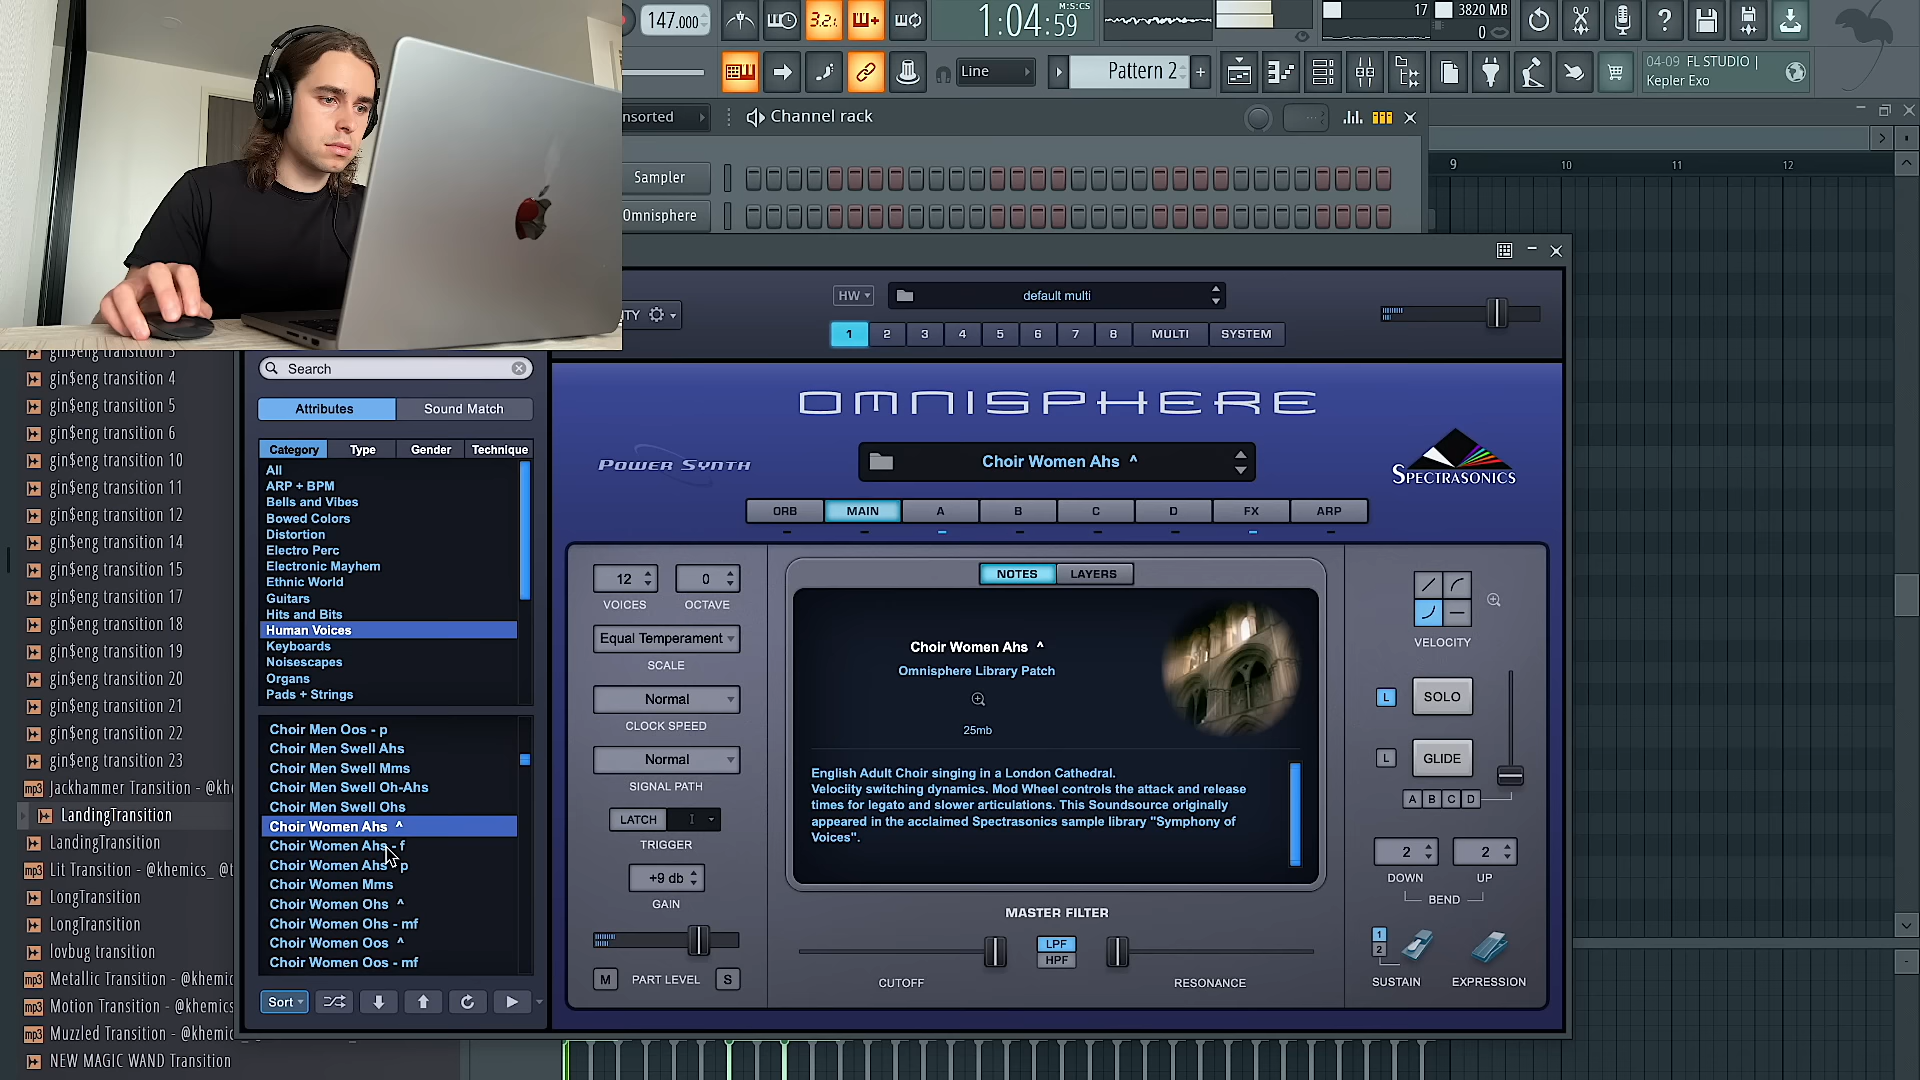 147.000
3.2
1:04:59
M:S:CS
17
3820 MB
0
Line
Pattern 2
04-09 FL STUDIO |
Kepler Exo
nsorted
Channel rack
9
10
11
12
Sampler
Omnisphere
ITY
HW
default multi
1
2
3
4
5
6
7
8
MULTI
SYSTEM
Search
Attributes
Sound Match
Category
Type
Gender
Technique
All
ARP + BPM
Bells and Vibes
Bowed Colors
Distortion
Electro Perc
Electronic Mayhem
Ethnic World
Guitars
Hits and Bits
Human Voices
Keyboards
Noisescapes
Organs
Pads + Strings
Choir Men Oos - p
Choir Men Swell Ahs
Choir Men Swell Mms
Choir Men Swell Oh-Ahs
Choir Men Swell Ohs
Choir Women Ahs ^
Choir Women Ahs - f
Choir Women Ahs - p
Choir Women Mms
Choir Women Ohs ^
Choir Women Ohs - mf
Choir Women Oos ^
Choir Women Oos - mf
Sort
gin$eng transition 3
gin$eng transition 4
gin$eng transition 5
gin$eng transition 6
gin$eng transition 10
gin$eng transition 11
gin$eng transition 12
gin$eng transition 14
gin$eng transition 15
gin$eng transition 17
gin$eng transition 18
gin$eng transition 19
gin$eng transition 20
gin$eng transition 21
gin$eng transition 22
gin$eng transition 23
Jackhammer Transition - @khe
LandingTransition
LandingTransition
Lit Transition - @khemics_ @t
LongTransition
LongTransition
lovbug transition
Metallic Transition - @khemics
Motion Transition - @khemics
Muzzled Transition - @khemics_
NEW MAGIC WAND Transition
OMNISPHERE
POWER SYNTH
Choir Women Ahs ^
SPECTRASONICS
ORB
MAIN
A
B
C
D
FX
ARP
12
0
VOICES
OCTAVE
Equal Temperament
SCALE
Normal
CLOCK SPEED
Normal
SIGNAL PATH
LATCH
TRIGGER
+9 db
GAIN
M
PART LEVEL
S
NOTES
LAYERS
Choir Women Ahs ^
Omnisphere Library Patch
25mb
English Adult Choir singing in a London Cathedral.
Velociity switching dynamics. Mod Wheel controls the attack and release
times for legato and slower articulations. This Soundsource originally
appeared in the acclaimed Spectrasonics sample library "Symphony of
Voices".
MASTER FILTER
LPF
HPF
CUTOFF
RESONANCE
VELOCITY
L
SOLO
L
GLIDE
A
B
C
D
2
2
DOWN
UP
BEND
1
2
SUSTAIN
EXPRESSION